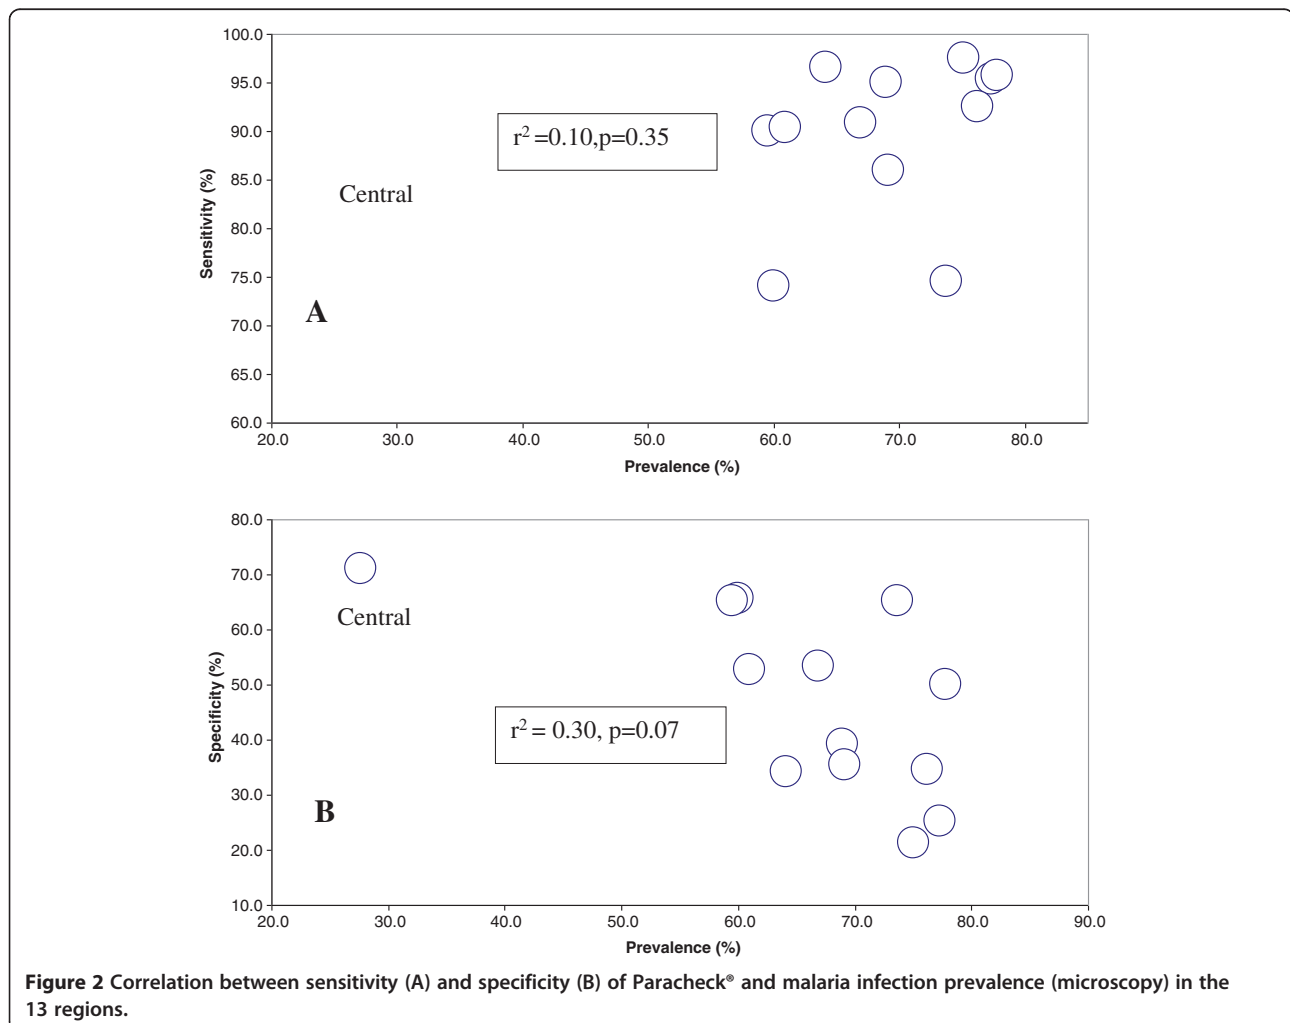 100.0
95.0
90.0
85.0
80.0
75.0
70.0
65.0
60.0
Sensitivity (%)
r² =0.10,p=0.35
Central
A
20.0 30.0 40.0 50.0 60.0 70.0 80.0
Prevalence (%)
80.0
70.0
60.0
50.0
40.0
30.0
20.0
10.0
Specificity (%)
Central
r² = 0.30, p=0.07
B
20.0 30.0 40.0 50.0 60.0 70.0 80.0 90.0
Prevalence (%)
Figure 2 Correlation between sensitivity (A) and specificity (B) of Paracheck® and malaria infection prevalence (microscopy) in the
13 regions.